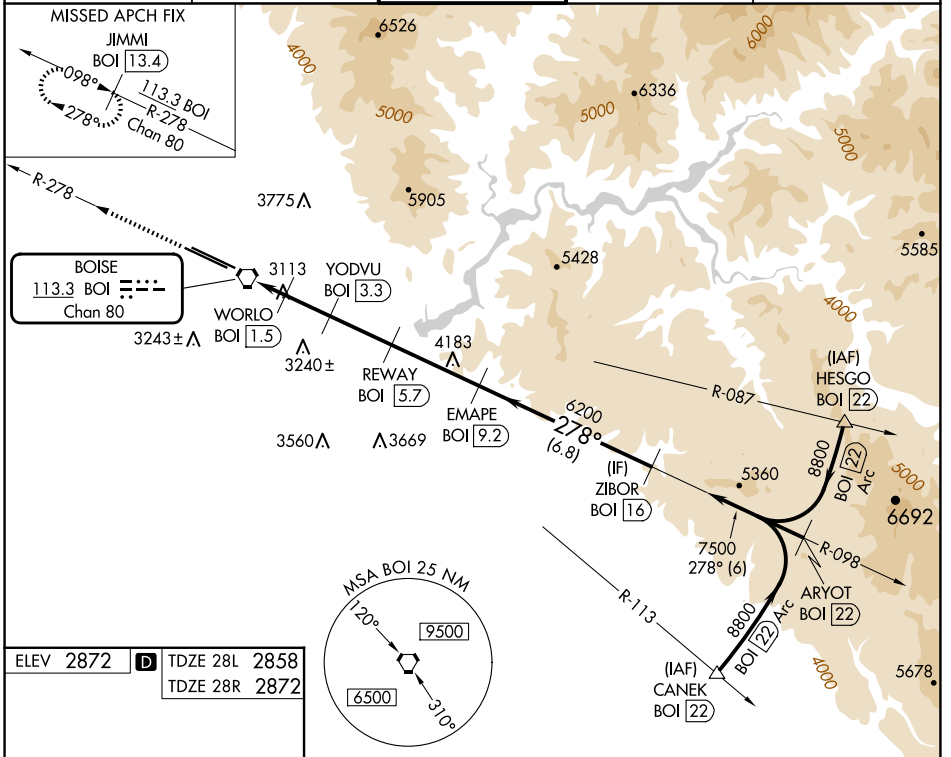 MISSED APCH FIX
JIMMI
BOI 13.4
098°
278°
113.3 BOI
R-278
Chan 80
6526
4000
5000
6336
5000
6000
5000
5905
5585
4000
5428
R-278
3775
BOISE
113.3 BOI
Chan 80
3113
YODVU
BOI 3.3
WORLO
BOI 1.5
3243±
3240±
4183
REWAY
BOI 5.7
EMAPE
BOI 9.2
3560
3669
6200
278°
(6.8)
(IF)
ZIBOR
BOI 16
R-087
(IAF)
HESGO
BOI 22
8800
BOI 22 Arc
5360
5000
6692
7500
278° (6)
R-098
ARYOT
BOI 22
R-113
8800
BOI 22 Arc
(IAF)
CANEK
BOI 22
4000
5678
MSA BOI 25 NM
120°
9500
6500
310°
ELEV 2872
D
TDZE 28L 2858
TDZE 28R 2872